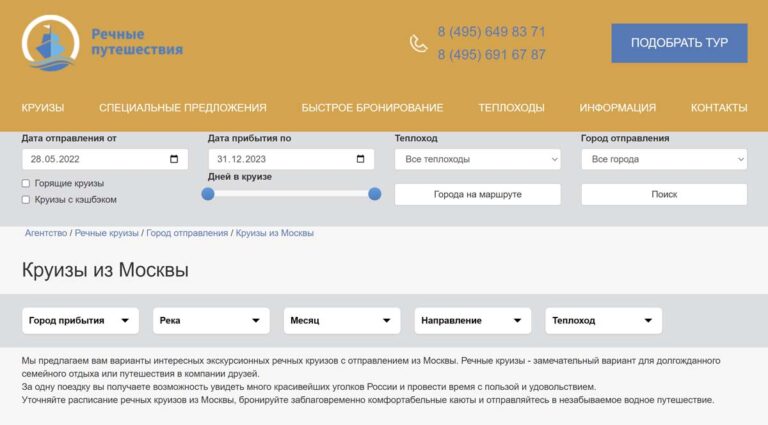 Речные
путешествия
8 (495) 649 83 71
8 (495) 691 67 87
ПОДОБРАТЬ ТУР
КРУИЗЫ СПЕЦИАЛЬНЫЕ ПРЕДЛОЖЕНИЯ БЫСТРОЕ БРОНИРОВАНИЕ ТЕПЛОХОДЫ ИНФОРМАЦИЯ КОНТАКТЫ
Дата отправления от Дата прибытия по Теплоход Город отправления
28.05.2022 31.12.2023 Все теплоходы Все города
Дней в круизе
Горящие круизы
Круизы с кэшбэком
Города на маршруте Поиск
Агентство / Речные круизы / Город отправления / Круизы из Москвы
Круизы из Москвы
Город прибытия Река Месяц Направление Теплоход
Мы предлагаем вам варианты интересных экскурсионных речных круизов с отправлением из Москвы. Речные круизы - замечательный вариант для долгожданного
семейного отдыха или путешествия в компании друзей.
За одну поездку вы получаете возможность увидеть много красивейших уголков России и провести время с пользой и удовольствием.
Уточняйте расписание речных круизов из Москвы, бронируйте заблаговременно комфортабельные каюты и отправляйтесь в незабываемое водное путешествие.